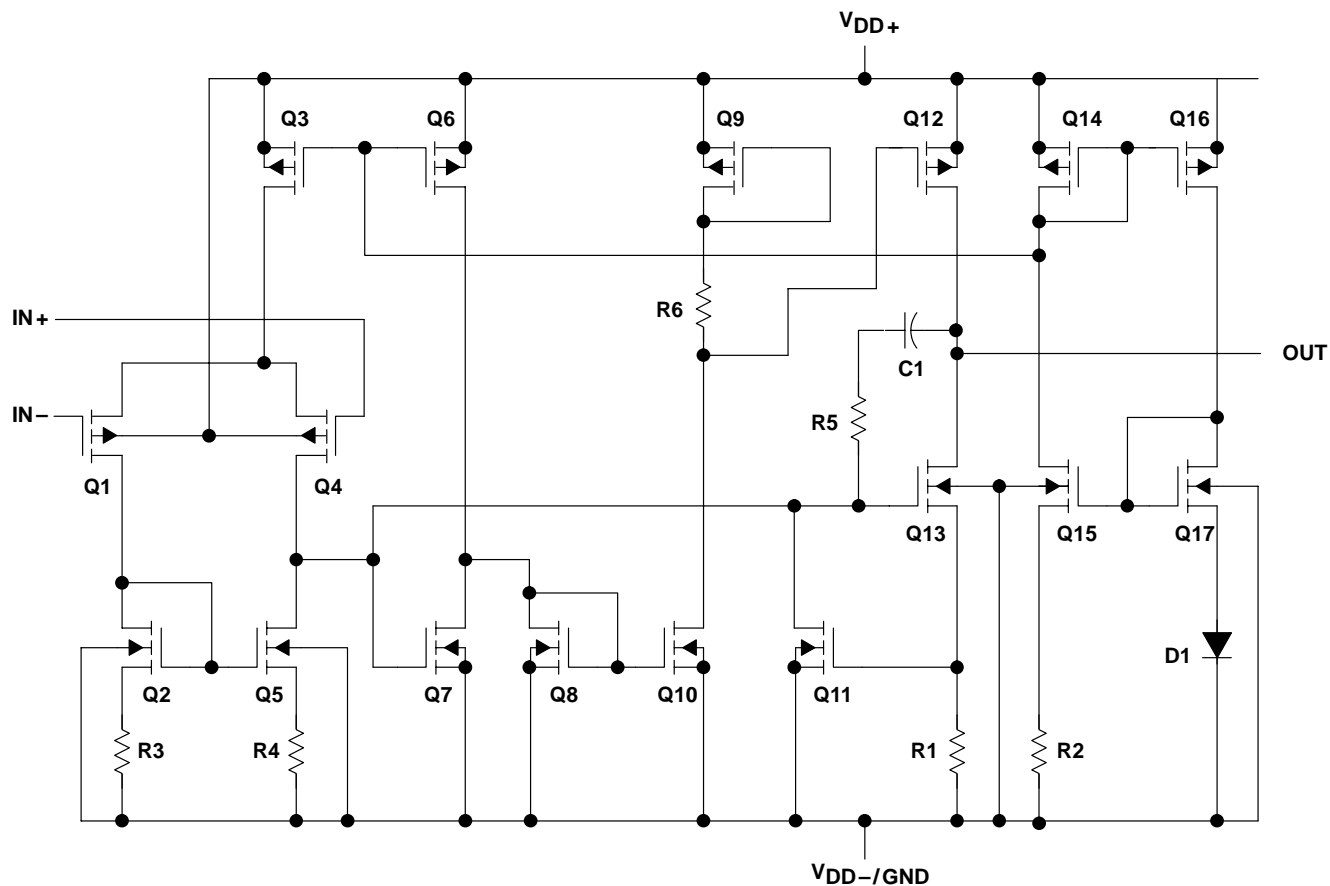 VDD+
Q3
Q6
Q9
Q12
Q14
Q16
IN+
R6
OUT
C1
IN−
R5
Q1
Q4
Q13
Q15
Q17
D1
Q2
Q5
Q7
Q8
Q10
Q11
R3
R4
R1
R2
VDD−/GND